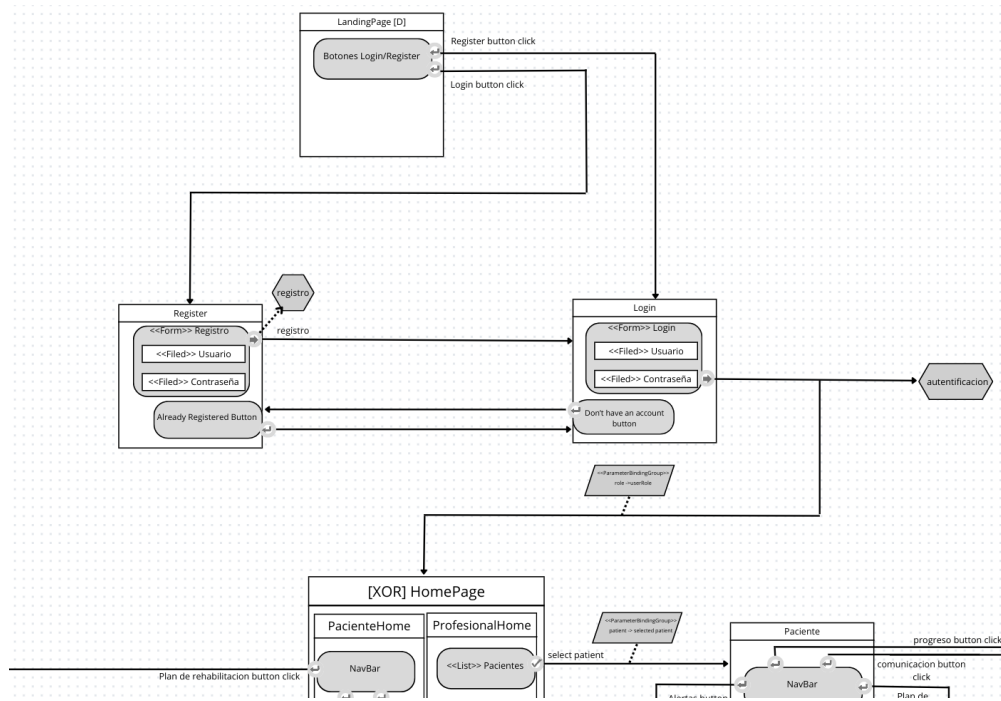 LandingPage [D]
Botones Login/Register
Register button click
Login button click
registro
Register
<<Form>> Registro
<<Filed>> Usuario
<<Filed>> Contraseña
Already Registered Button
registro
Login
<<Form>> Login
<<Filed>> Usuario
<<Filed>> Contraseña
Don't have an account
button
autentificacion
<<ParameterBindingGroup>>
role ->userRole
[XOR] HomePage
PacienteHome
ProfesionalHome
NavBar
<<List>> Pacientes
Plan de rehabilitacion button click
select patient
<<ParameterBindingGroup>>
patient -> selected patient
Paciente
NavBar
progreso button click
comunicacion button
click
Alertas button
Plan de